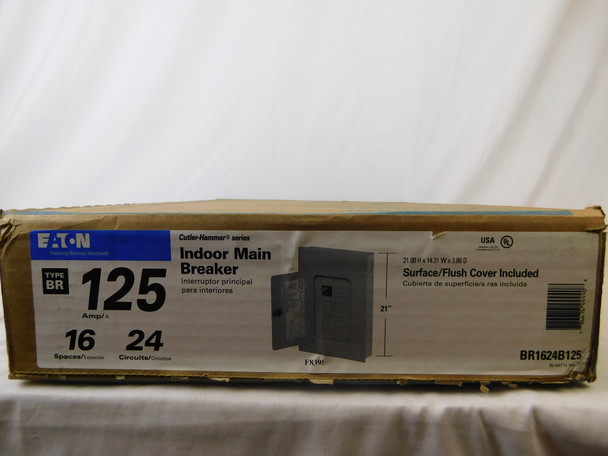 EATON
Powering Business Worldwide
TYPE
BR
125
Amp/A
16
Spaces/Espacios
24
Circuits/Circuitos
Cutler-Hammer® series
Indoor Main
Breaker
Interruptor principal
para interiores
21"
FX39
21.00 H x 14.31 W x 3.88 D
Surface/Flush Cover Included
Cubierta de superficie/a ras incluida
USA
UL
BR1624B125